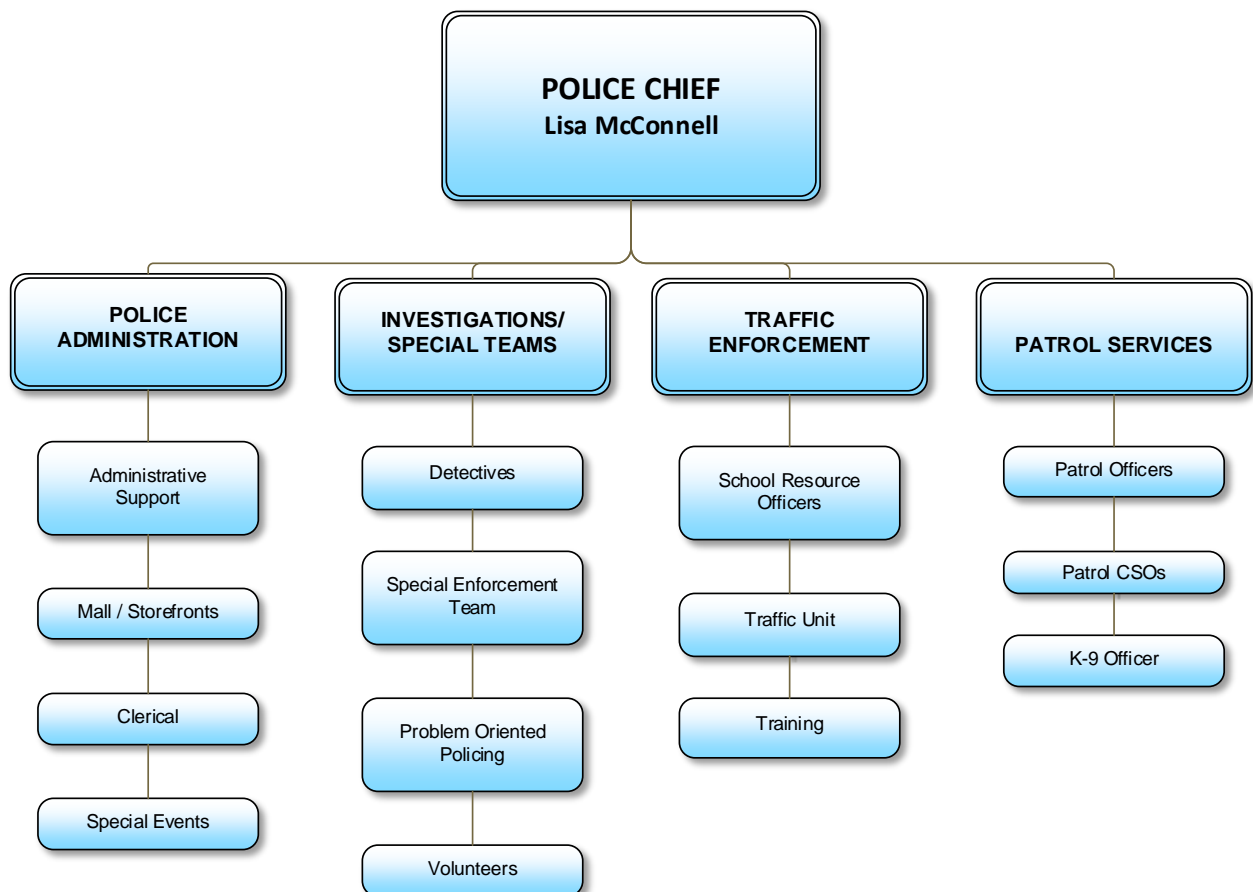 POLICE CHIEF
Lisa McConnell
POLICE
ADMINISTRATION
Administrative
Support
Mall / Storefronts
Clerical
Special Events
INVESTIGATIONS/
SPECIAL TEAMS
Detectives
Special Enforcement
Team
Problem Oriented
Policing
Volunteers
TRAFFIC
ENFORCEMENT
School Resource
Officers
Traffic Unit
Training
PATROL SERVICES
Patrol Officers
Patrol CSOs
K-9 Officer